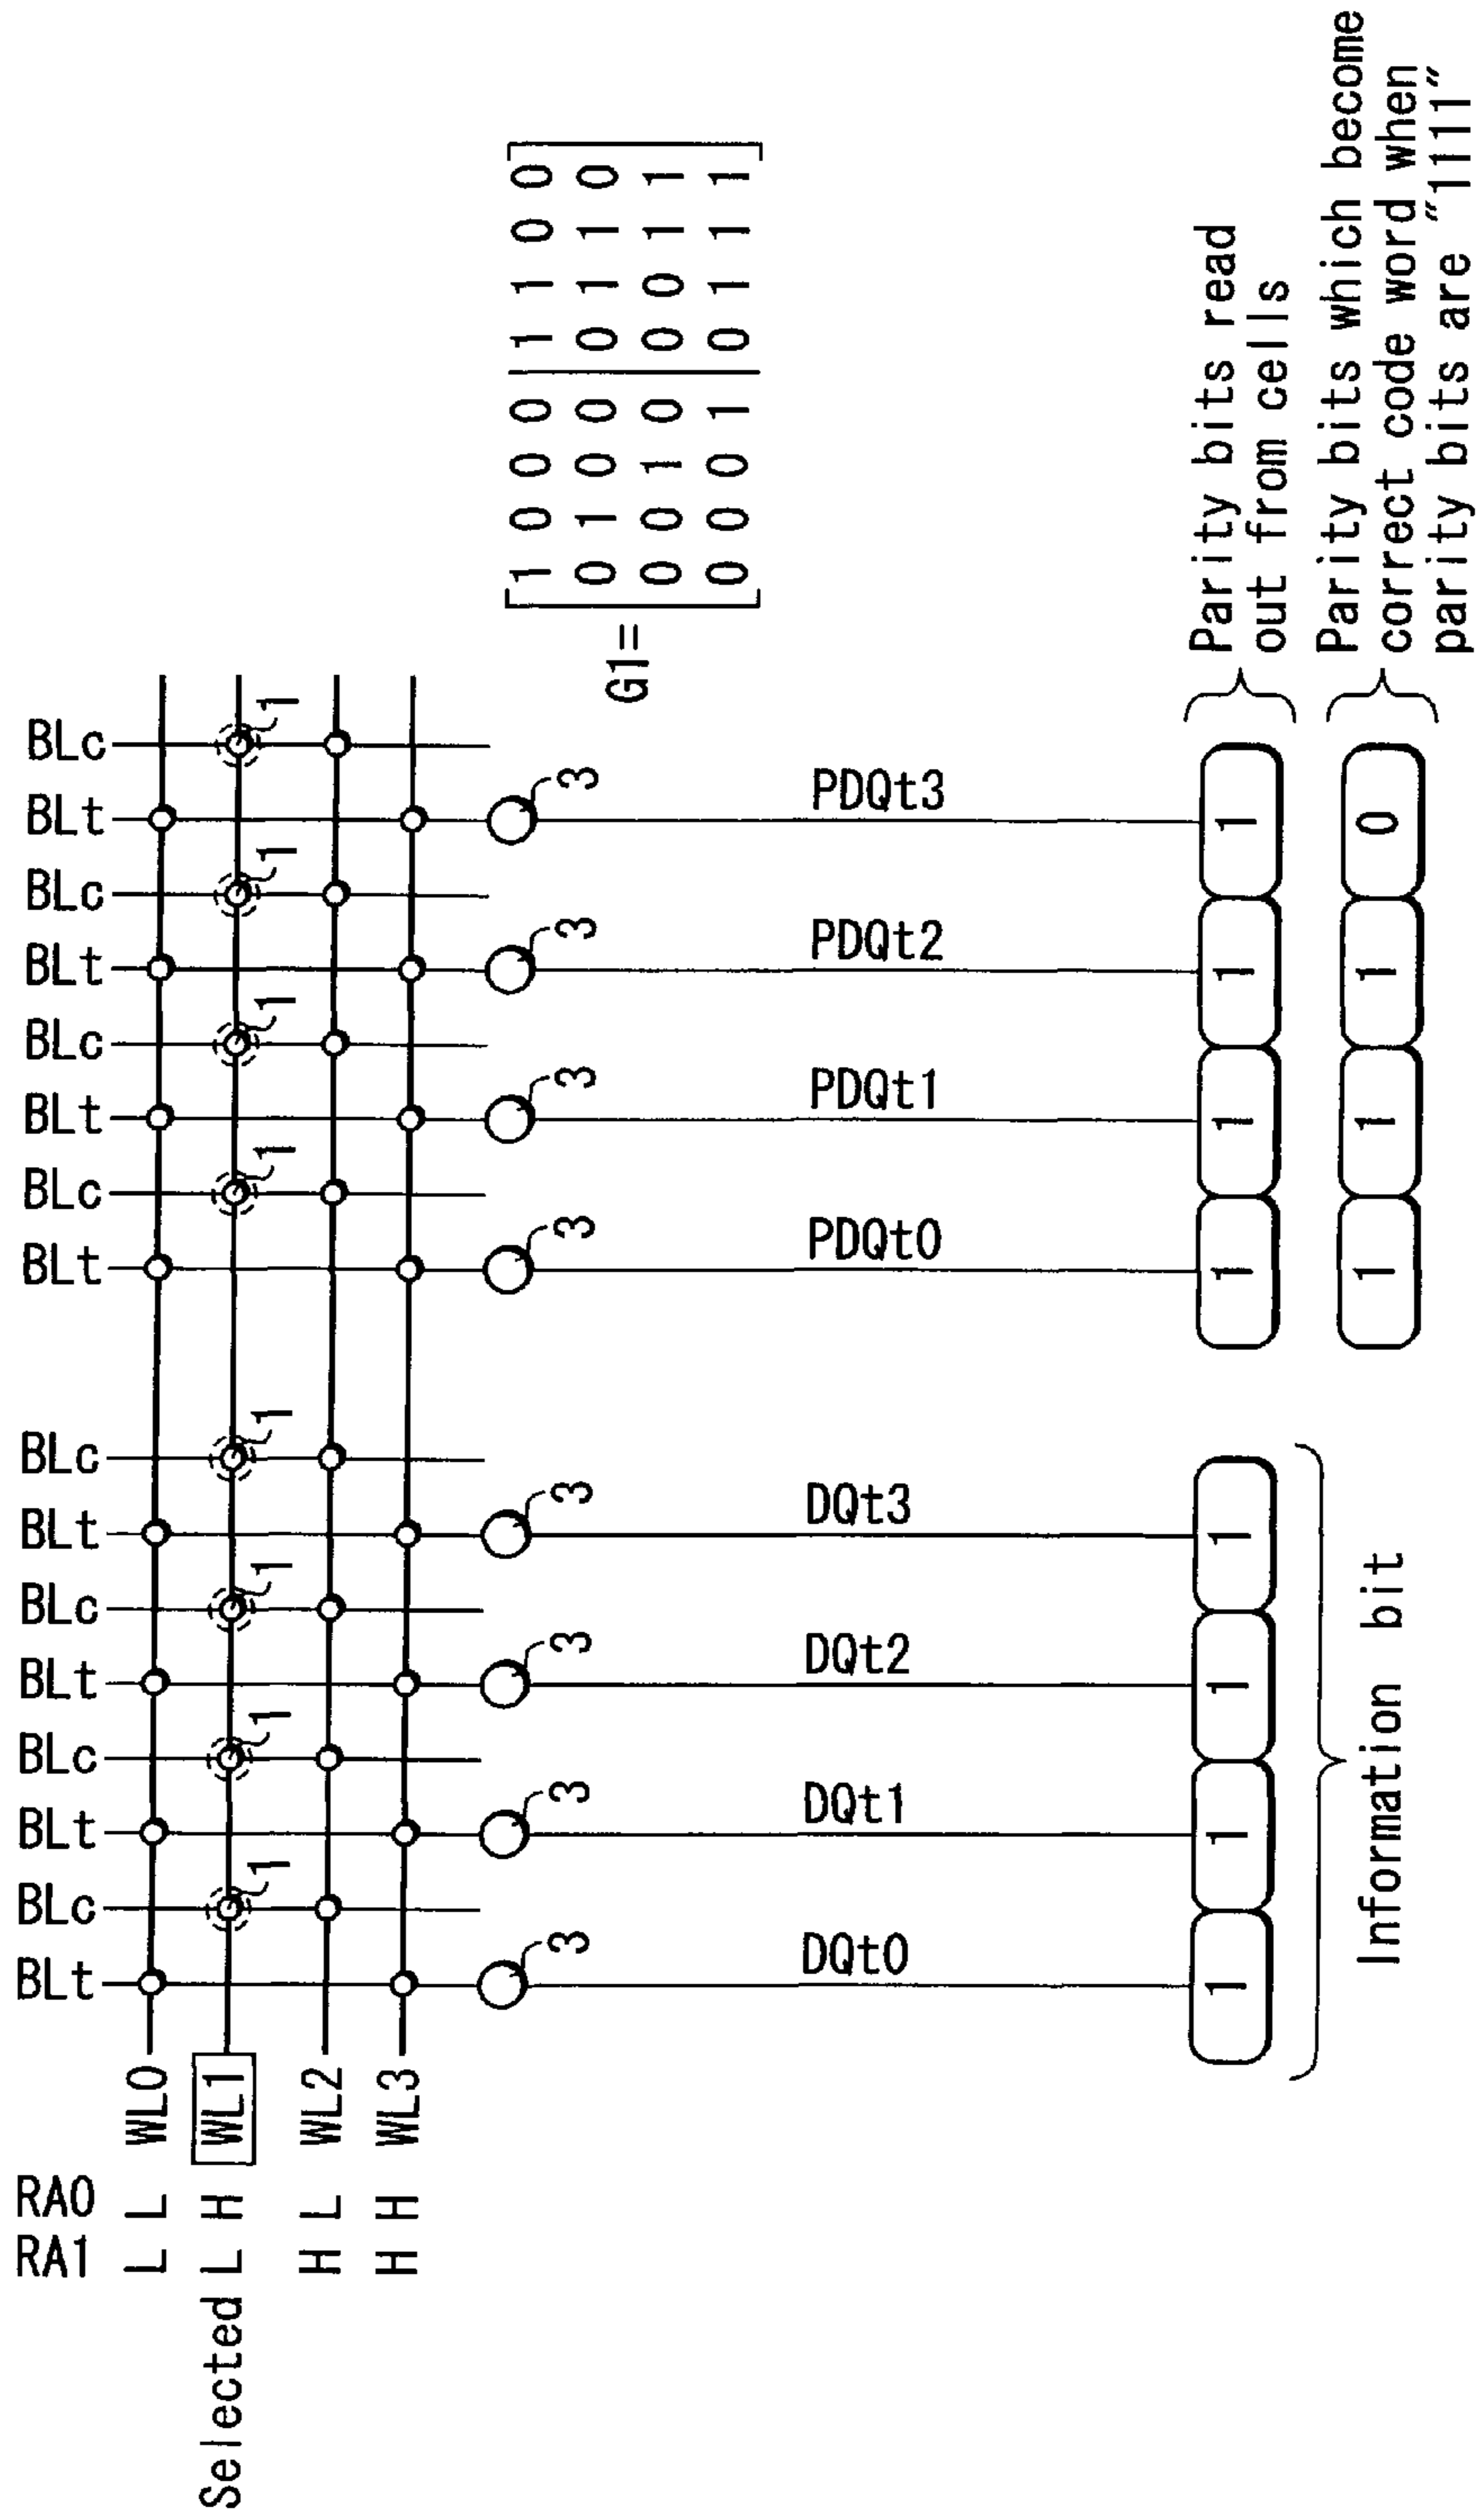 RA1 RA0
BLt BLc BLt BLc BLt BLc BLt BLc BLt BLc BLt BLc BLt BLc BLt BLc
L L WL0
Selected L H WL1
1 1 1 1 1 1 1 1
H L WL2
H H WL3
3 3 3 3 3 3 3 3
G1=
1 0 0 0 1 1 0 0
0 1 0 0 0 1 1 0
0 0 1 0 0 0 1 1
0 0 0 1 0 1 1 1
DQt0 DQt1 DQt2 DQt3 PDQt0 PDQt1 PDQt2 PDQt3
1 1 1 1 1 1 1 1
Parity bits read
out from cells
Information bit
1 1 1 0
Parity bits which become
correct code word when
parity bits are "1111"